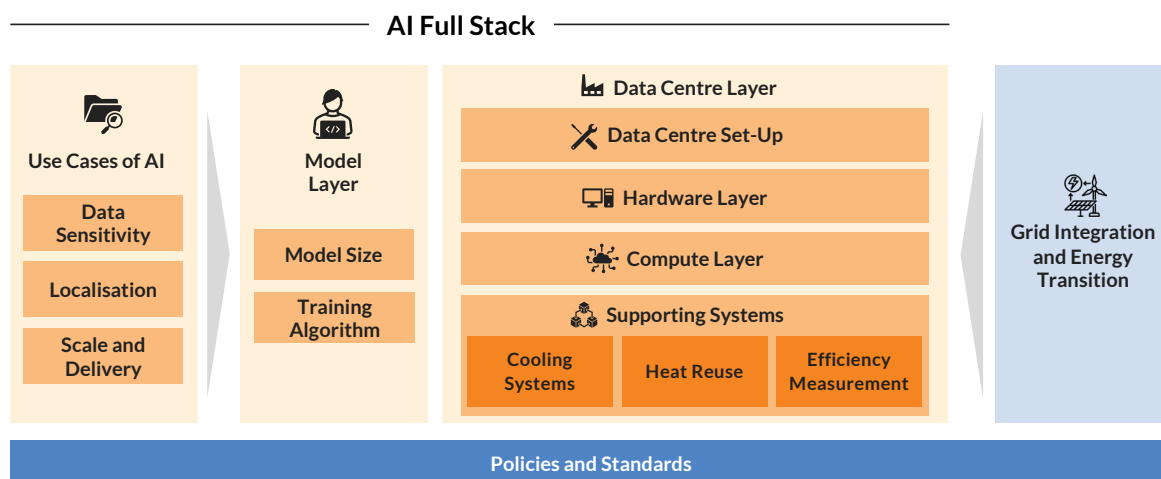 AI Full Stack
Use Cases of AI
Data
Sensitivity
Localisation
Scale and
Delivery
</>
Model
Layer
Model Size
Training
Algorithm
Data Centre Layer
Data Centre Set-Up
Hardware Layer
Compute Layer
Supporting Systems
Cooling
Systems
Heat Reuse
Efficiency
Measurement
Grid Integration
and Energy
Transition
Policies and Standards